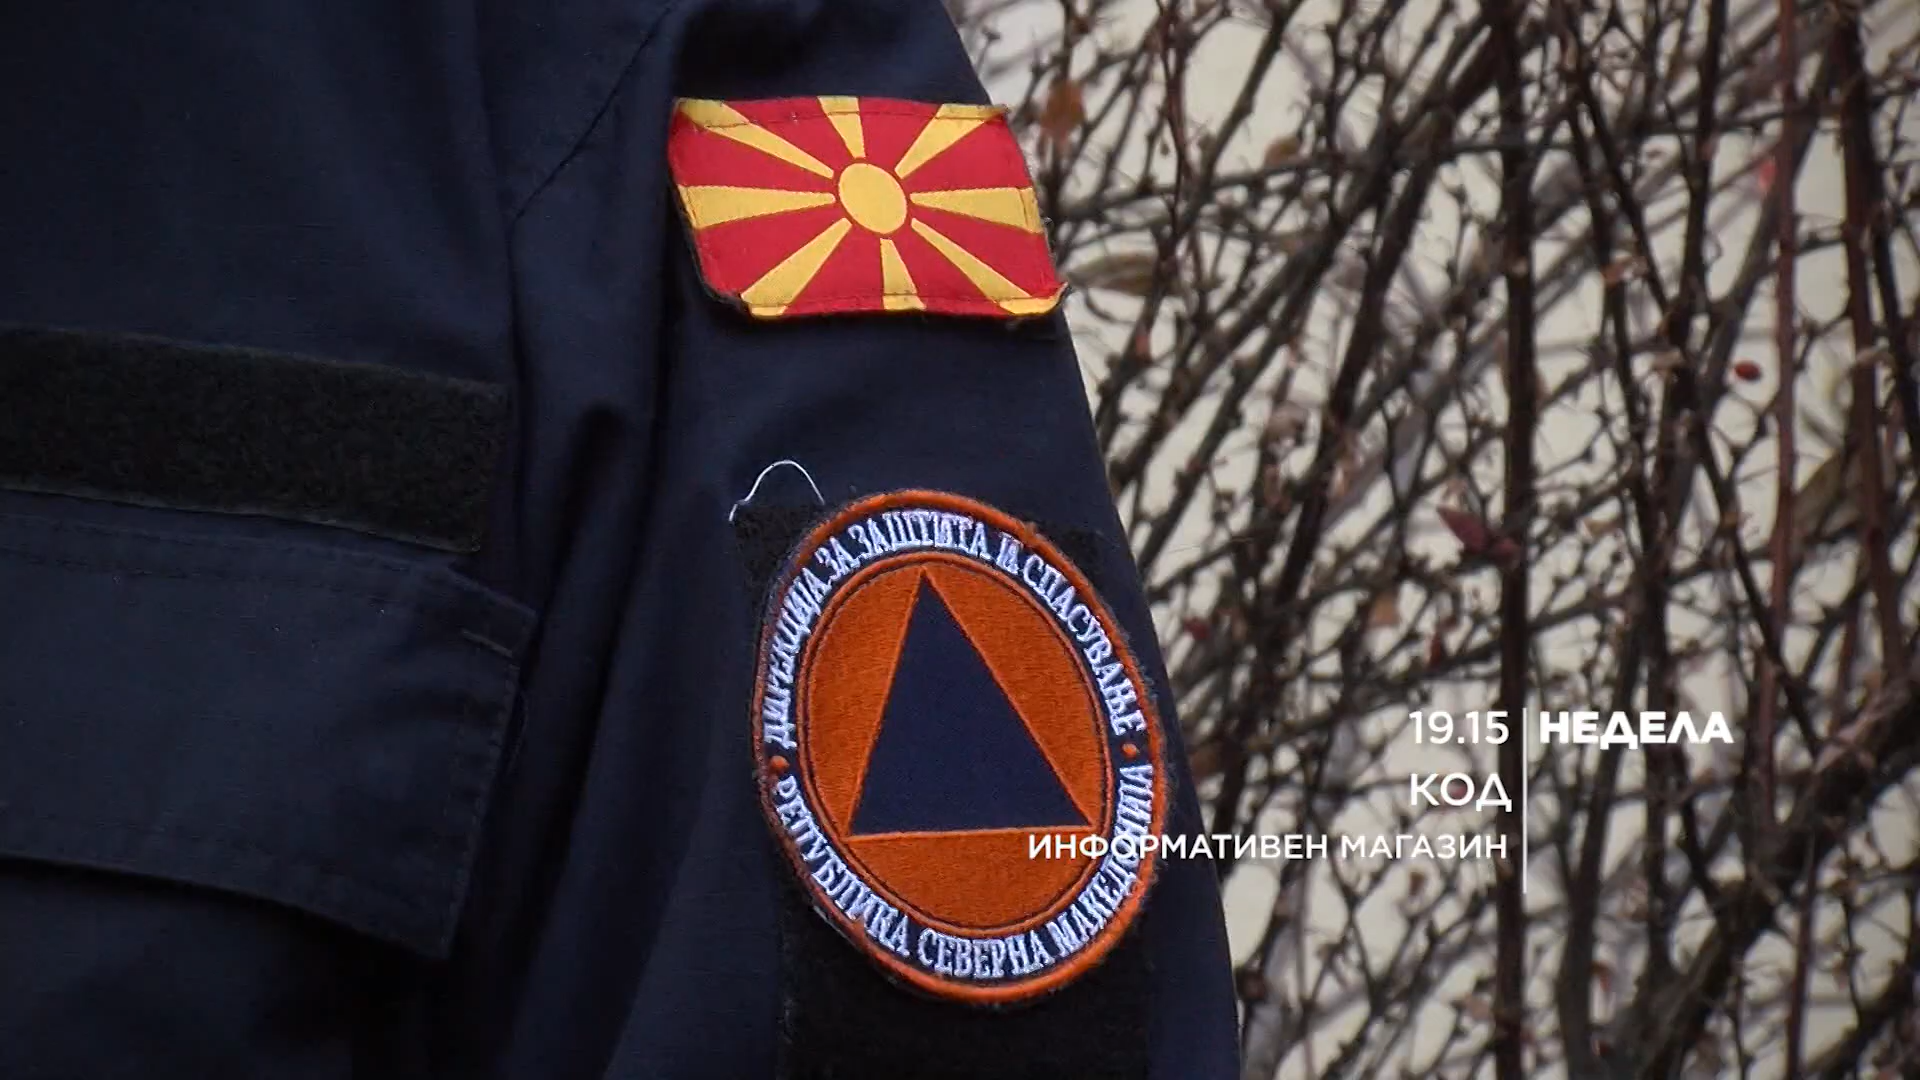 ДИРЕКЦИЈА ЗА ЗАШТИТА И СПАСУВАЊЕ
РЕПУБЛИКА СЕВЕРНА МАКЕДОНИЈА
19.15 НЕДЕЛА
КОД
ИНФОРМАТИВЕН МАГАЗИН